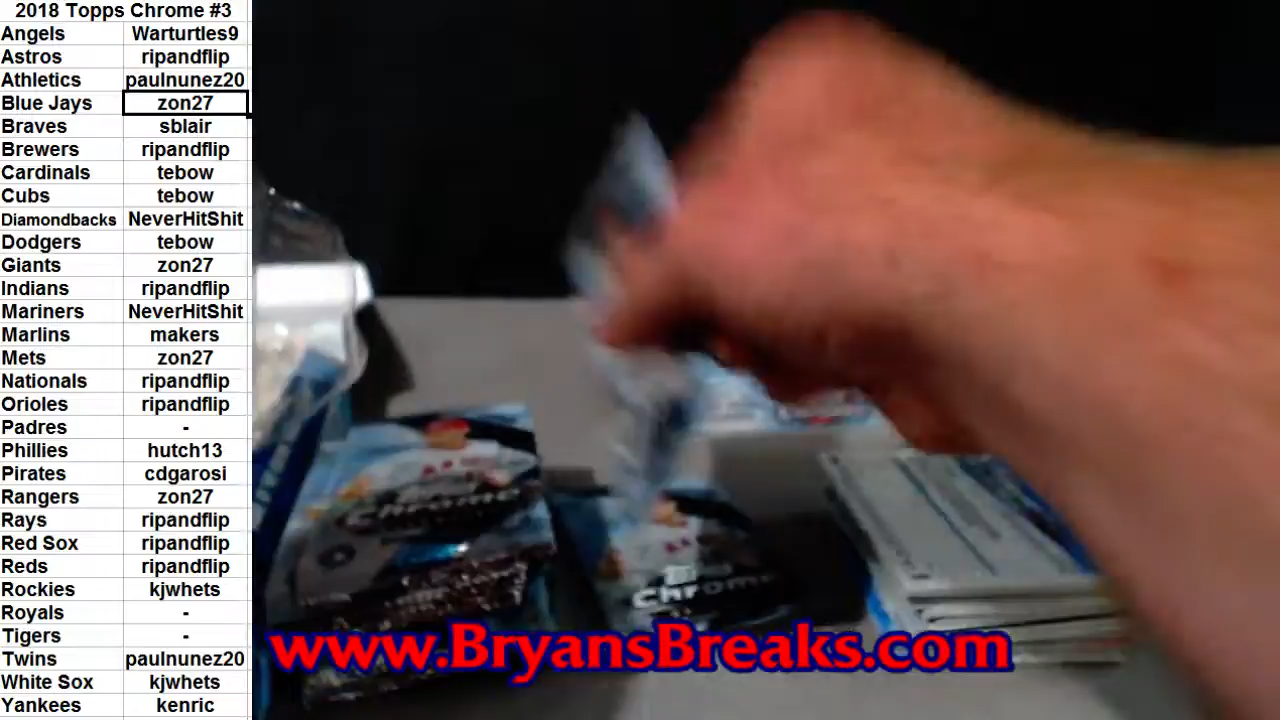 2018 Topps Chrome #3
Angels Warturtles9
Astros ripandflip
Athletics paulnunez20
Blue Jays zon27
Braves sblair
Brewers ripandflip
Cardinals tebow
Cubs tebow
Diamondbacks NeverHitShit
Dodgers tebow
Giants zon27
Indians ripandflip
Mariners NeverHitShit
Marlins makers
Mets zon27
Nationals ripandflip
Orioles ripandflip
Padres -
Phillies hutch13
Pirates cdgarosi
Rangers zon27
Rays ripandflip
Red Sox ripandflip
Reds ripandflip
Rockies kjwhets
Royals -
Tigers -
Twins paulnunez20
White Sox kjwhets
Yankees kenric
Chrome
Chrome
www.BryansBreaks.com